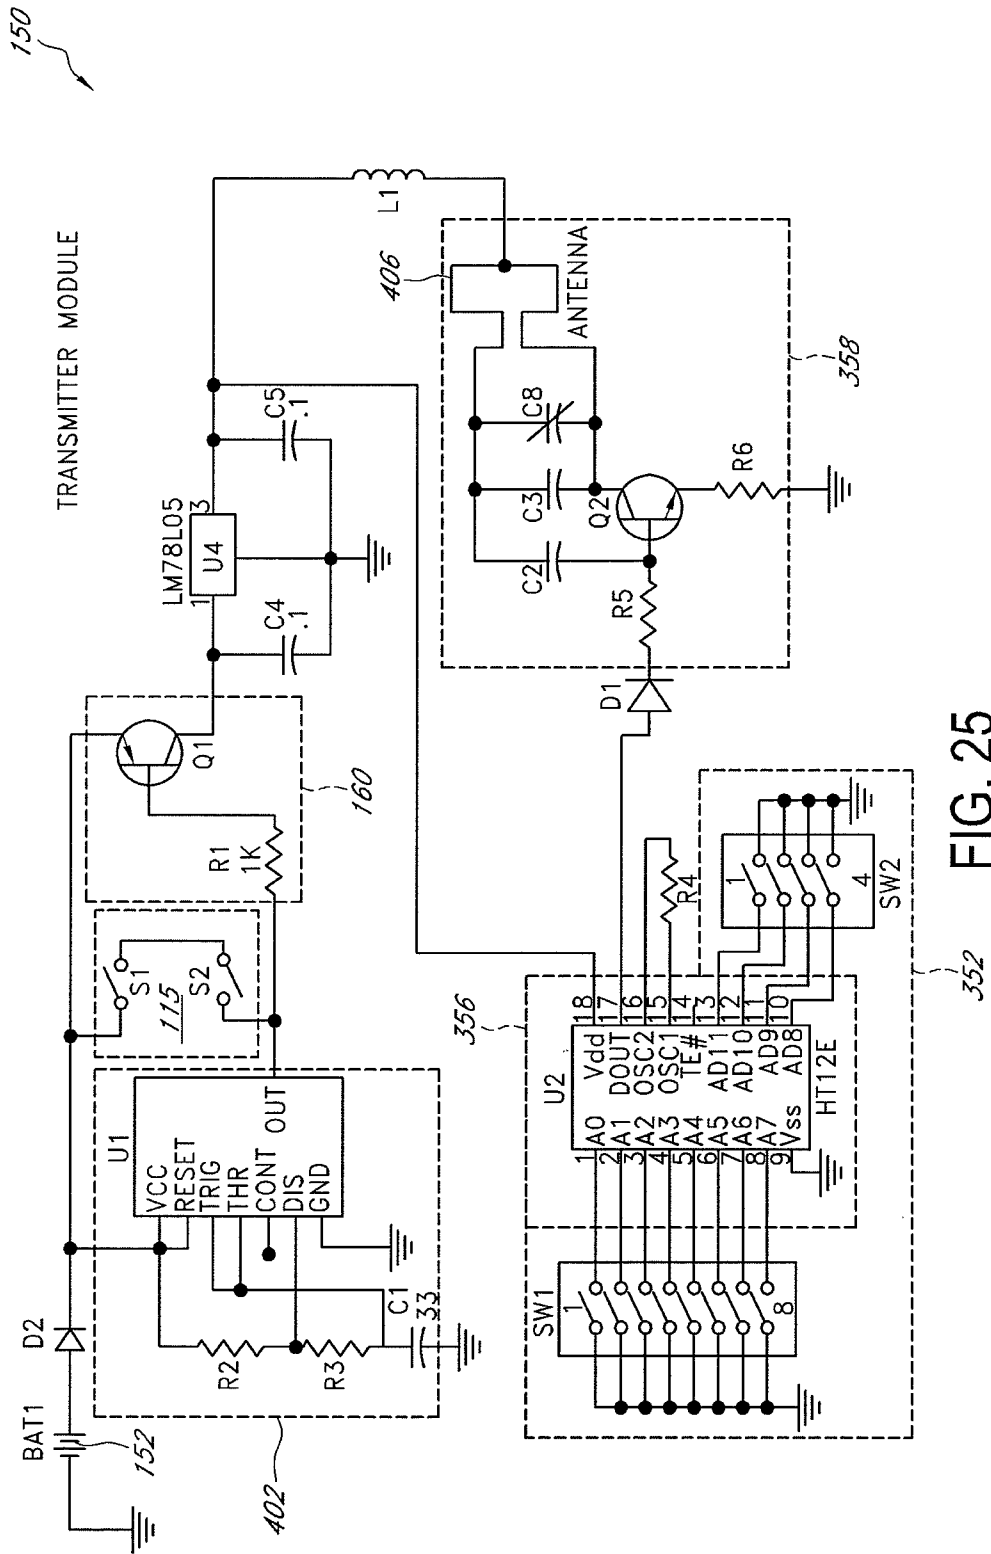 150
TRANSMITTER MODULE
BAT1
152
D2
402
U1
VCC
RESET
TRIG
THR
CONT
DIS
GND
OUT
R2
R3
C1
33
S1
115
S2
R1
1K
Q1
160
LM78L05
1
U4
3
C4
.1
C5
.1
L1
406
ANTENNA
C8
C3
C2
Q2
R5
R6
358
D1
356
U2
1 A0
2 A1
3 A2
4 A3
5 A4
6 A5
7 A6
8 A7
9 Vss
Vdd 18
DOUT 17
OSC2 16
OSC1 15
TE# 14
AD11 13
AD10 12
AD9 11
AD8 10
HT12E
R4
SW1
1
8
1
4
SW2
352
FIG. 25